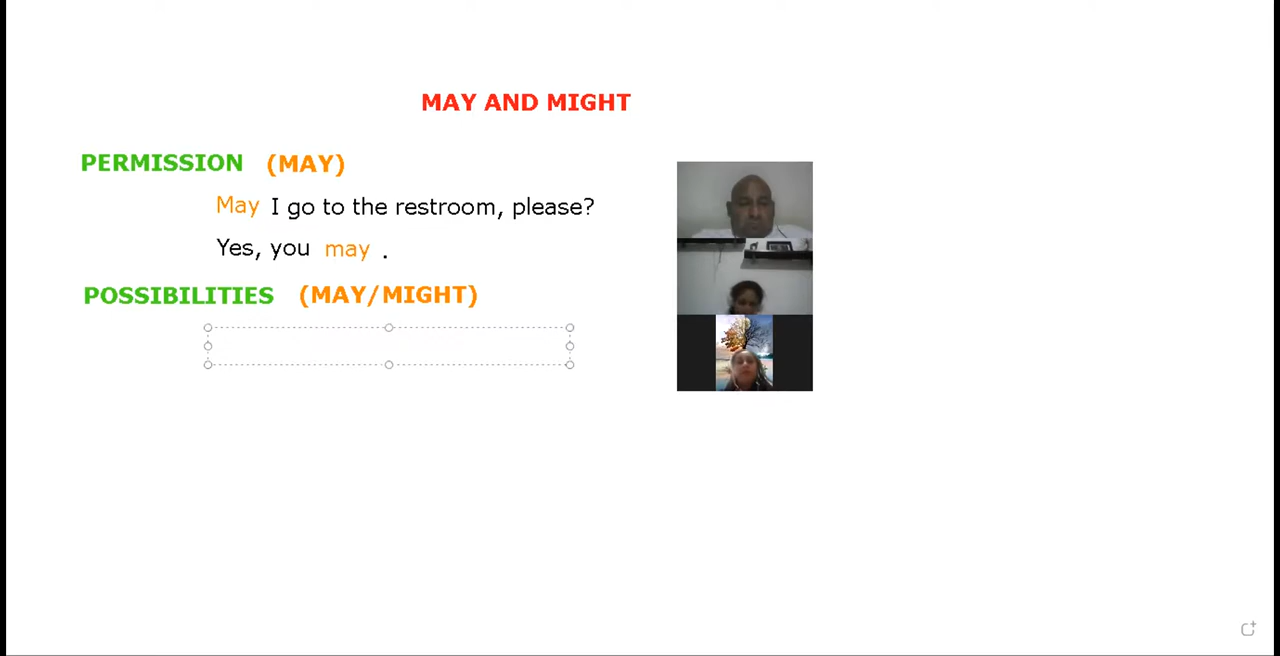 MAY AND MIGHT
PERMISSION (MAY)
May I go to the restroom, please?
Yes, you may .
POSSIBILITIES (MAY/MIGHT)